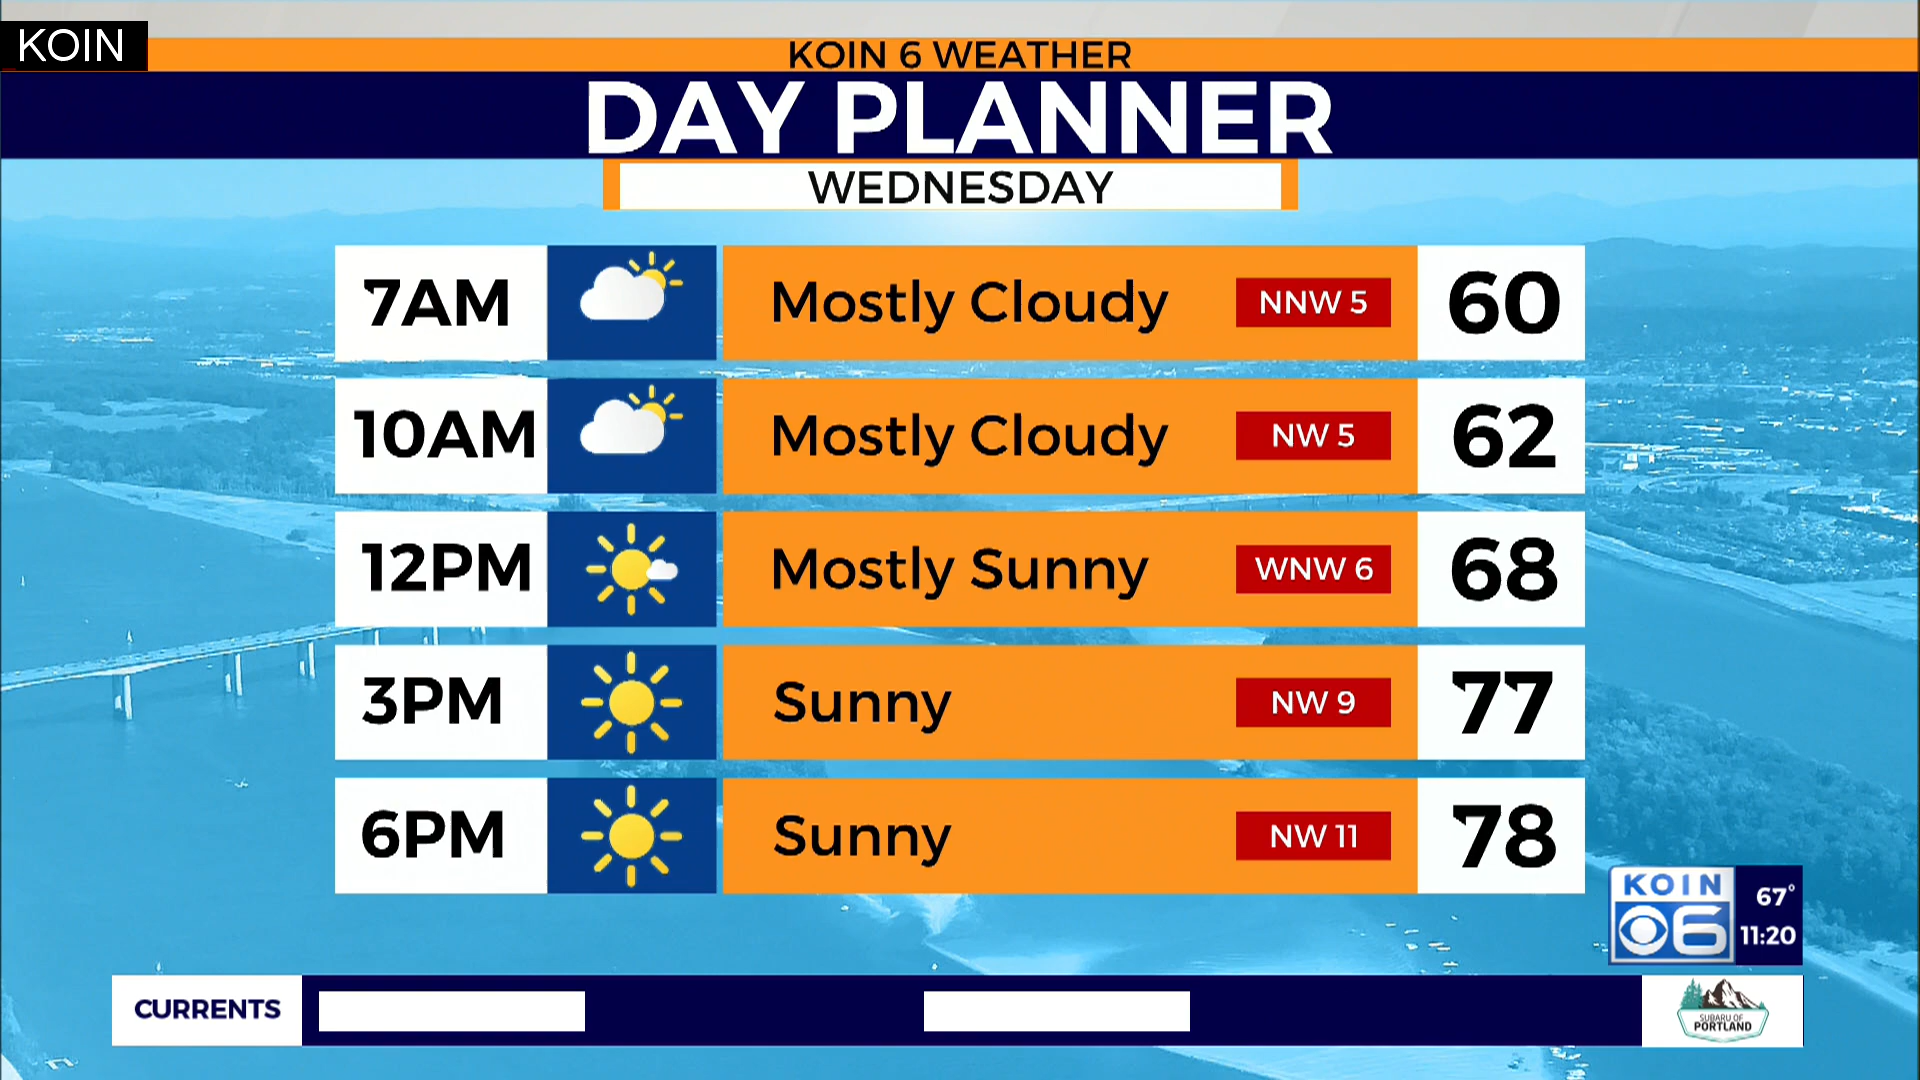 KOIN
KOIN 6 WEATHER
DAY PLANNER
WEDNESDAY
7AM Mostly Cloudy NNW 5 60
10AM Mostly Cloudy NW 5 62
12PM Mostly Sunny WNW 6 68
3PM Sunny NW 9 77
6PM Sunny NW 11 78
KOIN 6 67°
11:20
CURRENTS
SUBARU OF
PORTLAND